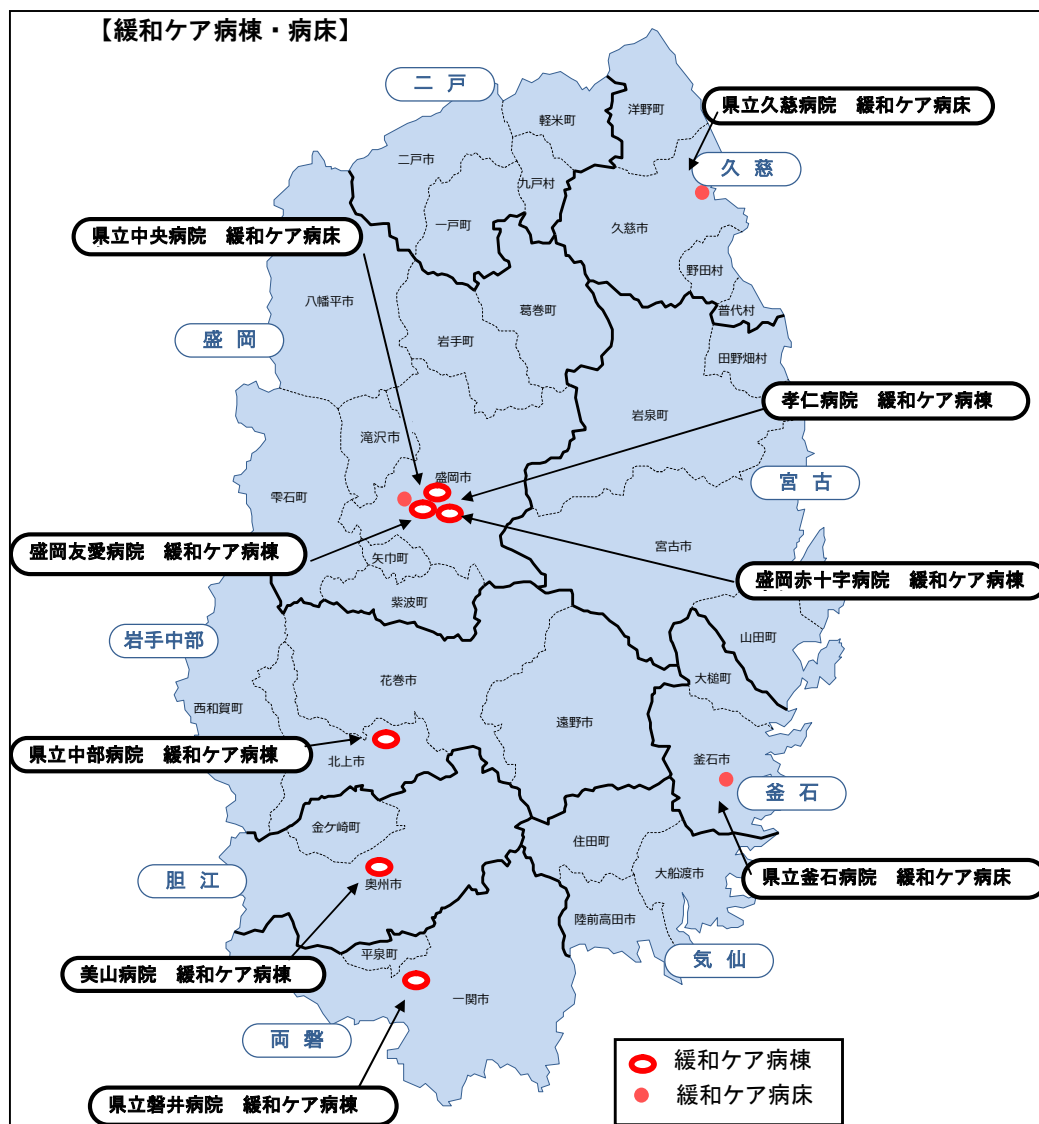 【緩和ケア病棟・病床】
二戸
軽米町
洋野町
県立久慈病院 緩和ケア病床
二戸市
九戸村
久慈
一戸町
久慈市
県立中央病院 緩和ケア病床
野田村
八幡平市
葛巻町
普代村
盛岡
岩手町
田野畑村
孝仁病院 緩和ケア病棟
岩泉町
滝沢市
盛岡市
宮古
雫石町
盛岡友愛病院 緩和ケア病棟
矢巾町
宮古市
盛岡赤十字病院 緩和ケア病棟
紫波町
岩手中部
山田町
花巻市
大槌町
西和賀町
遠野市
県立中部病院 緩和ケア病棟
北上市
釜石市
釜石
金ケ崎町
住田町
胆江
奥州市
大船渡市
県立釜石病院 緩和ケア病床
陸前高田市
平泉町
気仙
美山病院 緩和ケア病棟
一関市
両磐
緩和ケア病棟
緩和ケア病床
県立磐井病院 緩和ケア病棟